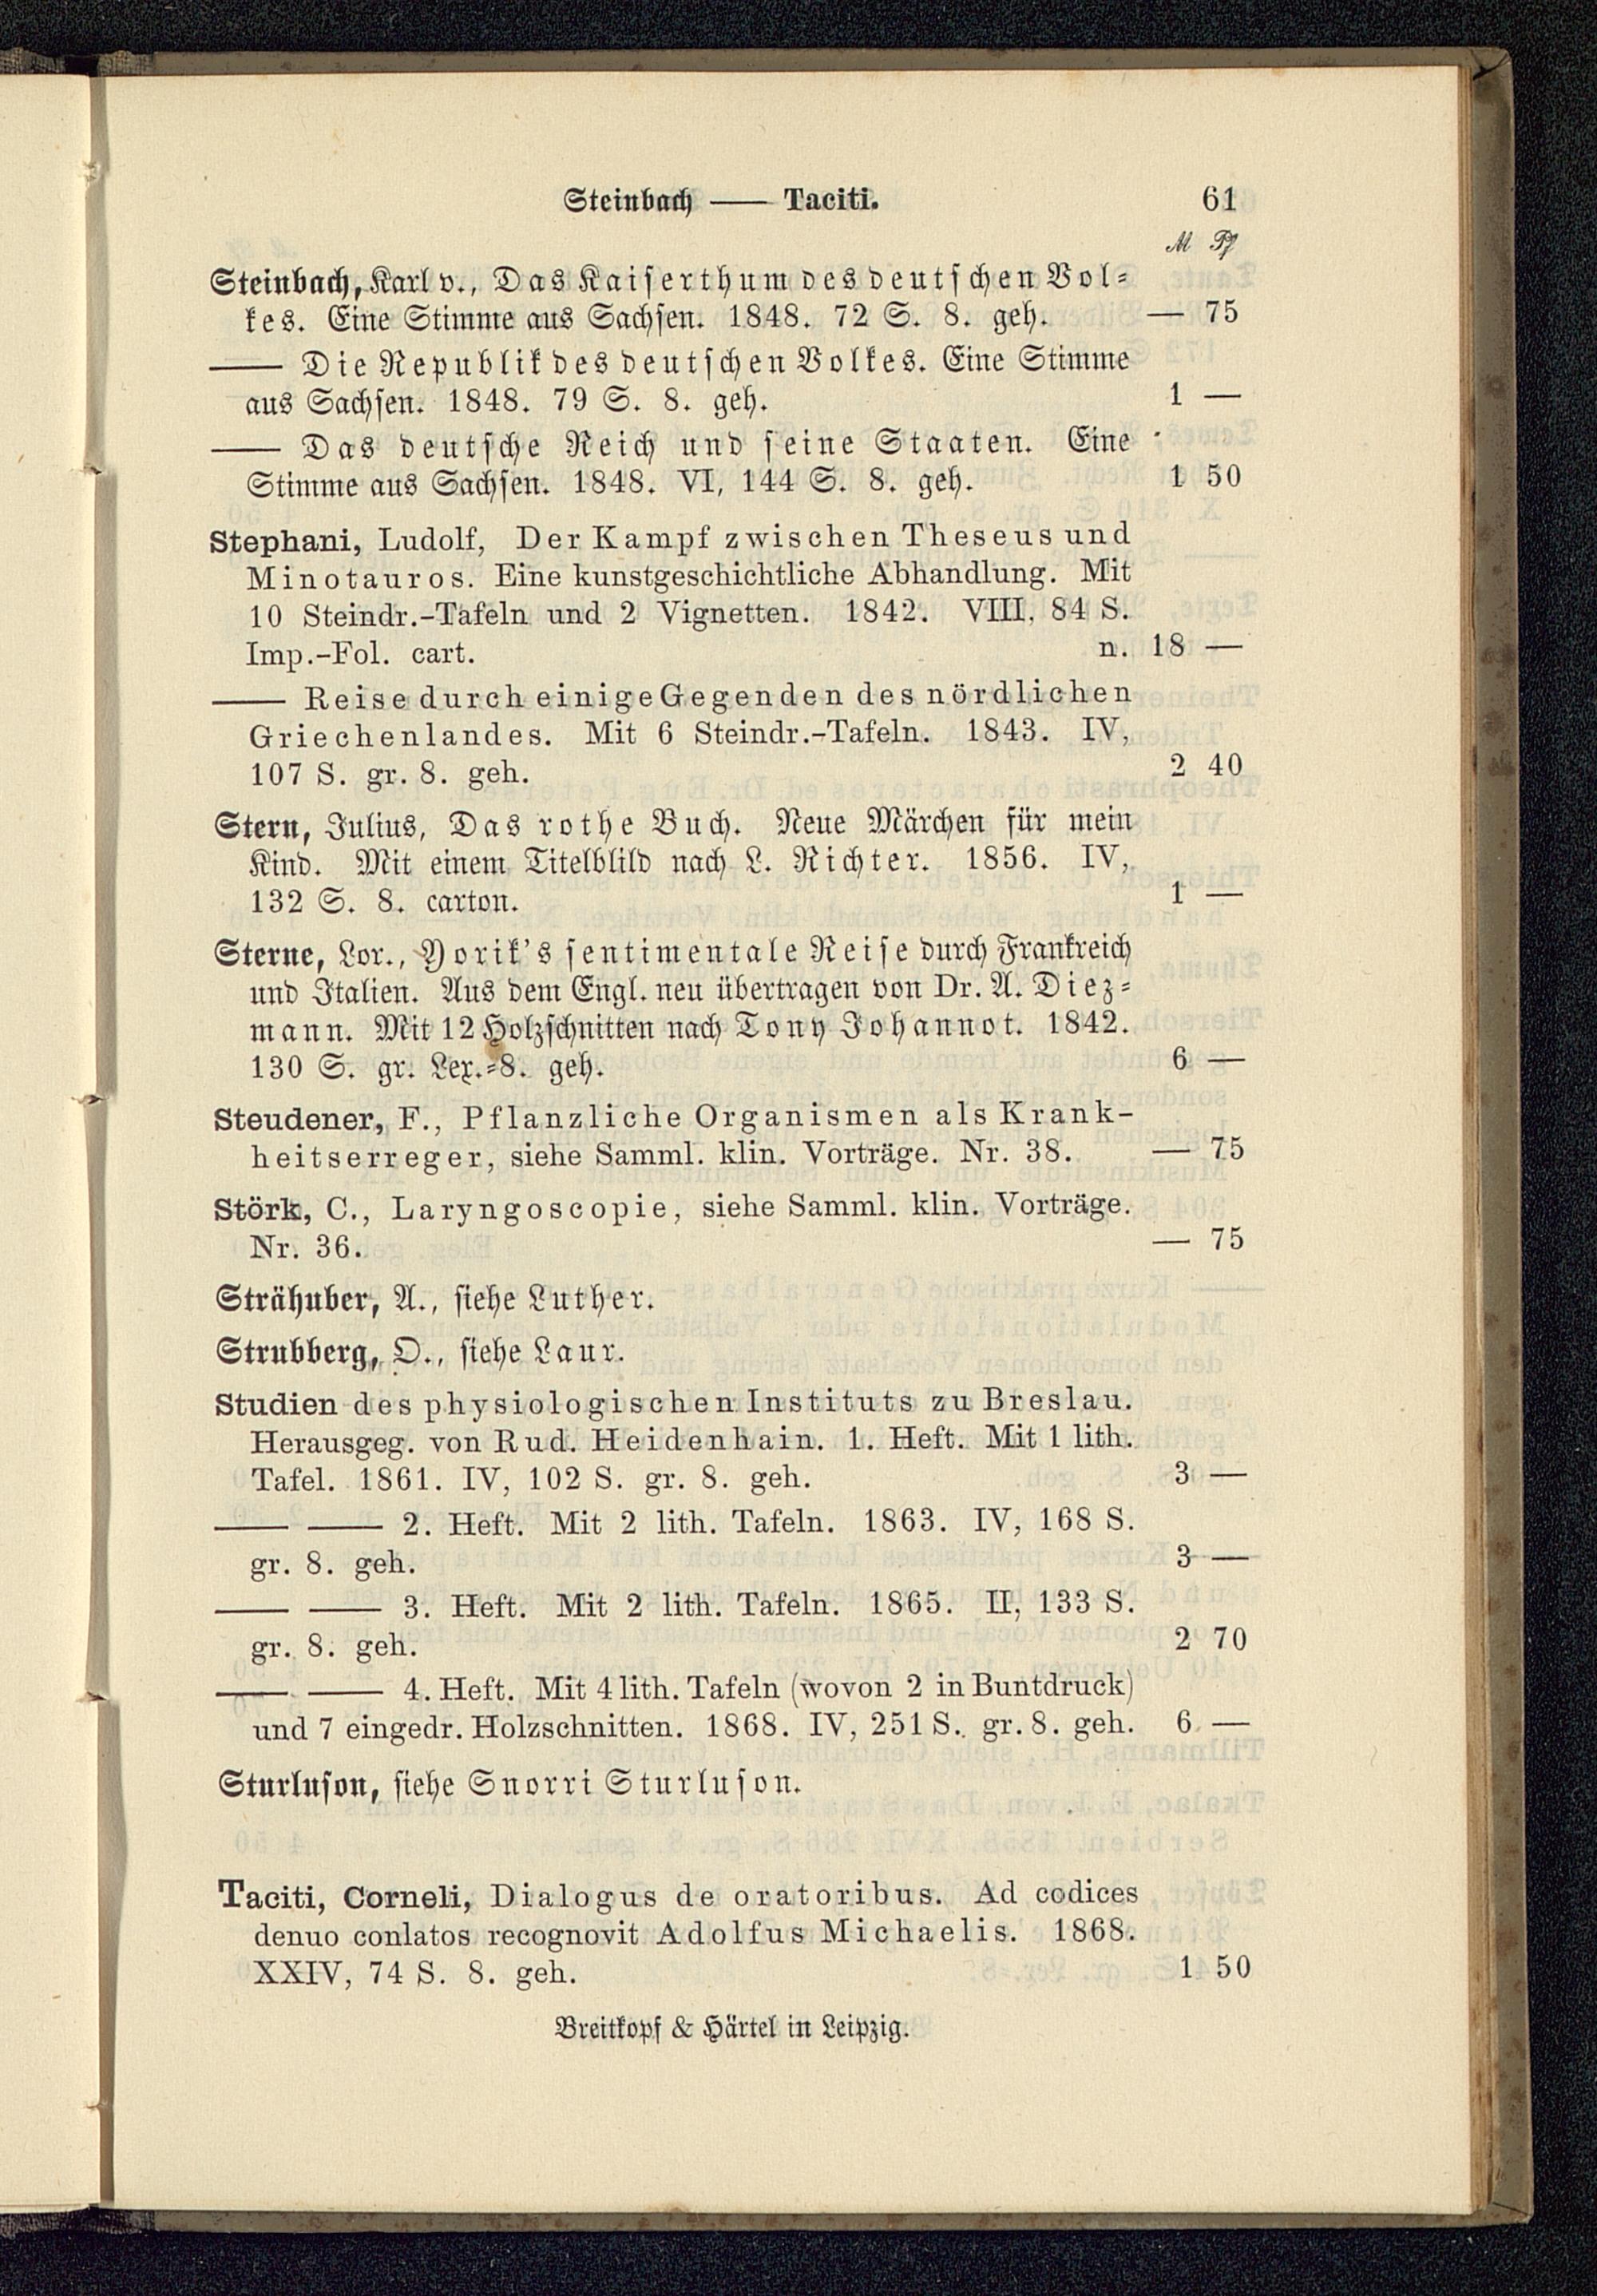 Steinbach —— Taciti. 61
ℳ ₰
Steinbach, Karl v., Das Kaiserthum des deutschen Vol-
kes. Eine Stimme aus Sachsen. 1848. 72 S. 8. geh. — 75
—— Die Republik des deutschen Volkes. Eine Stimme
aus Sachsen. 1848. 79 S. 8. geh. 1 —
—— Das deutsche Reich und seine Staaten. Eine
Stimme aus Sachsen. 1848. VI, 144 S. 8. geh. 1 50
Stephani, Ludolf, Der Kampf zwischen Theseus und
Minotauros. Eine kunstgeschichtliche Abhandlung. Mit
10 Steindr.-Tafeln und 2 Vignetten. 1842. VIII, 84 S.
Imp.-Fol. cart. n. 18 —
—— Reise durch einige Gegenden des nördlichen
Griechenlandes. Mit 6 Steindr.-Tafeln. 1843. IV,
107 S. gr. 8. geh. 2 40
Stern, Julius, Das rothe Buch. Neue Märchen für mein
Kind. Mit einem Titelblild nach L. Richter. 1856. IV,
132 S. 8. carton. 1 —
Sterne, Lor., Yorik's sentimentale Reise durch Frankreich
und Italien. Aus dem Engl. neu übertragen von Dr. A. Diez-
mann. Mit 12 Holzschnitten nach Tony Johannot. 1842.
130 S. gr. Lex.-8. geh. 6 —
Steudener, F., Pflanzliche Organismen als Krank-
heitserreger, siehe Samml. klin. Vorträge. Nr. 38. — 75
Störk, C., Laryngoscopie, siehe Samml. klin. Vorträge.
Nr. 36. — 75
Strähuber, A., siehe Luther.
Strubberg, O., siehe Laur.
Studien des physiologischen Instituts zu Breslau.
Herausgeg. von Rud. Heidenhain. 1. Heft. Mit 1 lith.
Tafel. 1861. IV, 102 S. gr. 8. geh. 3 —
—— —— 2. Heft. Mit 2 lith. Tafeln. 1863. IV, 168 S.
gr. 8. geh. 3 —
—— —— 3. Heft. Mit 2 lith. Tafeln. 1865. II, 133 S.
gr. 8. geh. 2 70
—— —— 4. Heft. Mit 4 lith. Tafeln (wovon 2 in Buntdruck)
und 7 eingedr. Holzschnitten. 1868. IV, 251 S. gr. 8. geh. 6 —
Sturluson, siehe Snorri Sturluson.
Taciti, Corneli, Dialogus de oratoribus. Ad codices
denuo conlatos recognovit Adolfus Michaelis. 1868.
XXIV, 74 S. 8. geh. 1 50
Breitkopf & Härtel in Leipzig.